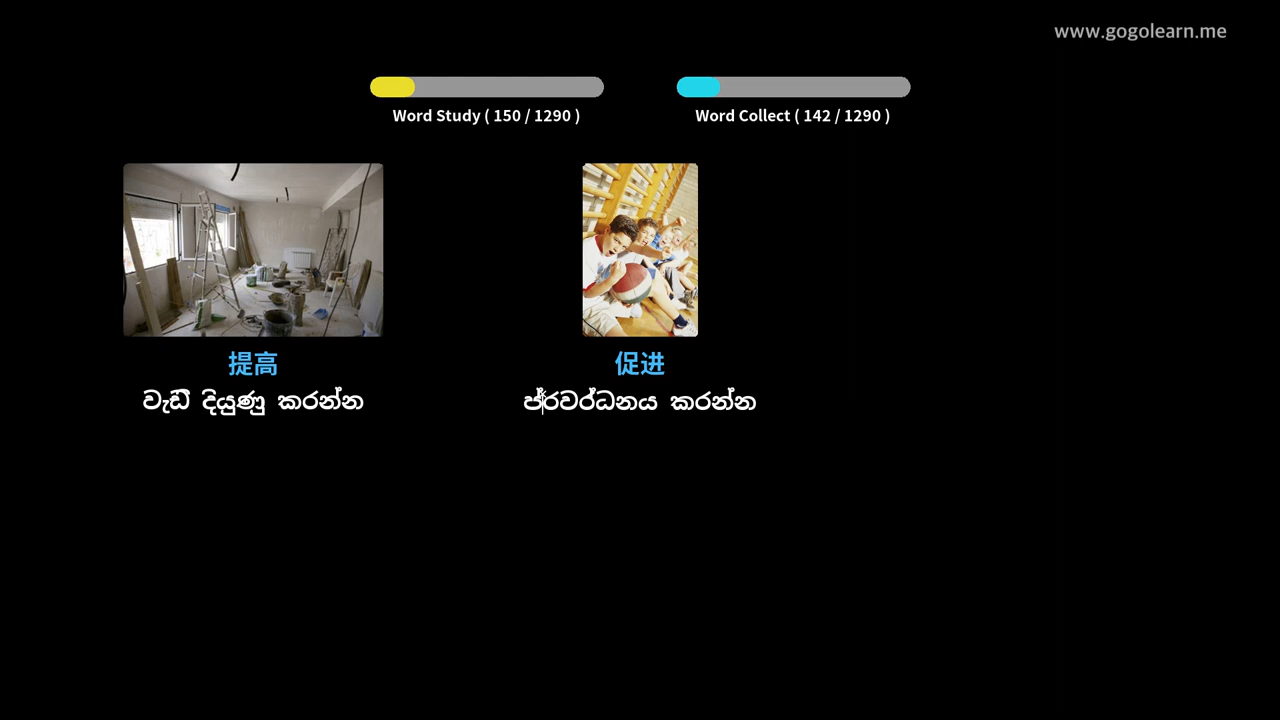 www.gogolearn.me
Word Study ( 150 / 1290 )
Word Collect ( 142 / 1290 )
提高
වැඩි දියුණු කරන්න
促进
ප්‍රවර්ධනය කරන්න